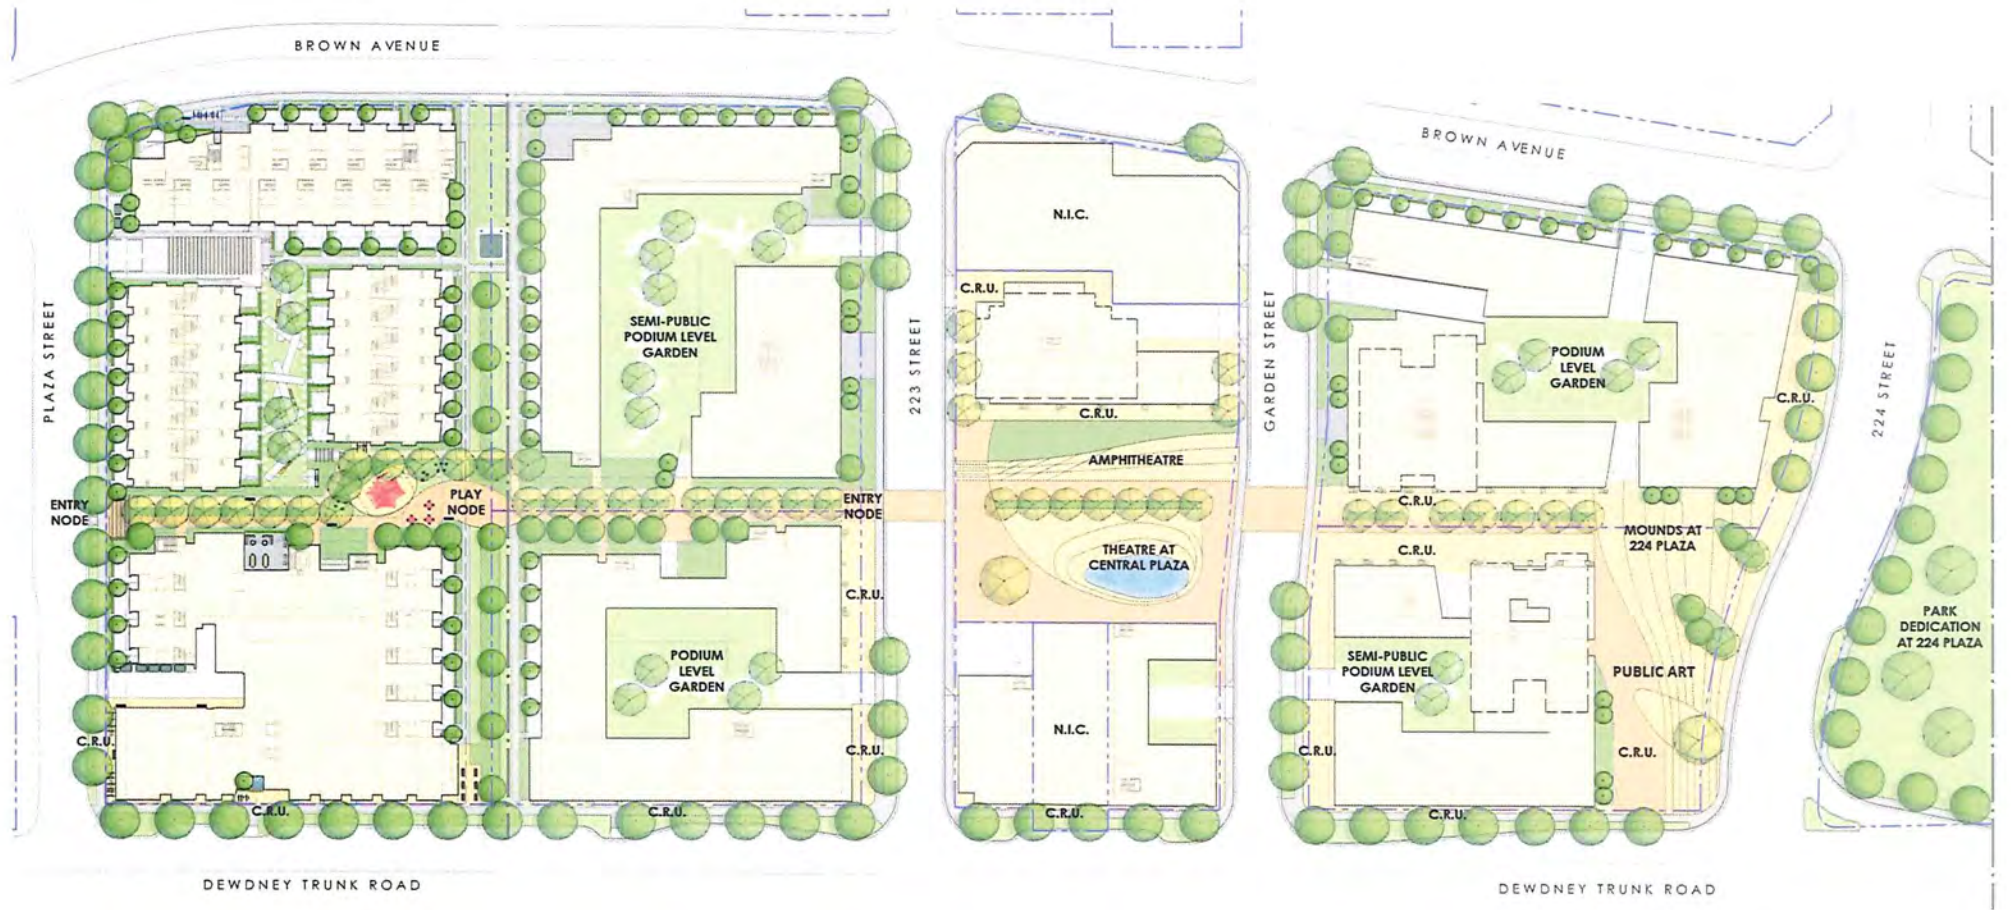 BROWN AVENUE
BROWN AVENUE
PLAZA STREET
223 STREET
GARDEN STREET
224 STREET
N.I.C.
C.R.U.
SEMI-PUBLIC
PODIUM LEVEL
GARDEN
C.R.U.
PODIUM
LEVEL
GARDEN
C.R.U.
AMPHITHEATRE
ENTRY
NODE
PLAY
NODE
ENTRY
NODE
C.R.U.
MOUNDS AT
224 PLAZA
THEATRE AT
CENTRAL PLAZA
C.R.U.
C.R.U.
PARK
DEDICATION
AT 224 PLAZA
PODIUM
LEVEL
GARDEN
SEMI-PUBLIC
PODIUM LEVEL
GARDEN
PUBLIC ART
N.I.C.
C.R.U.
C.R.U.
C.R.U.
C.R.U.
C.R.U.
C.R.U.
C.R.U.
C.R.U.
DEWDNEY TRUNK ROAD
DEWDNEY TRUNK ROAD